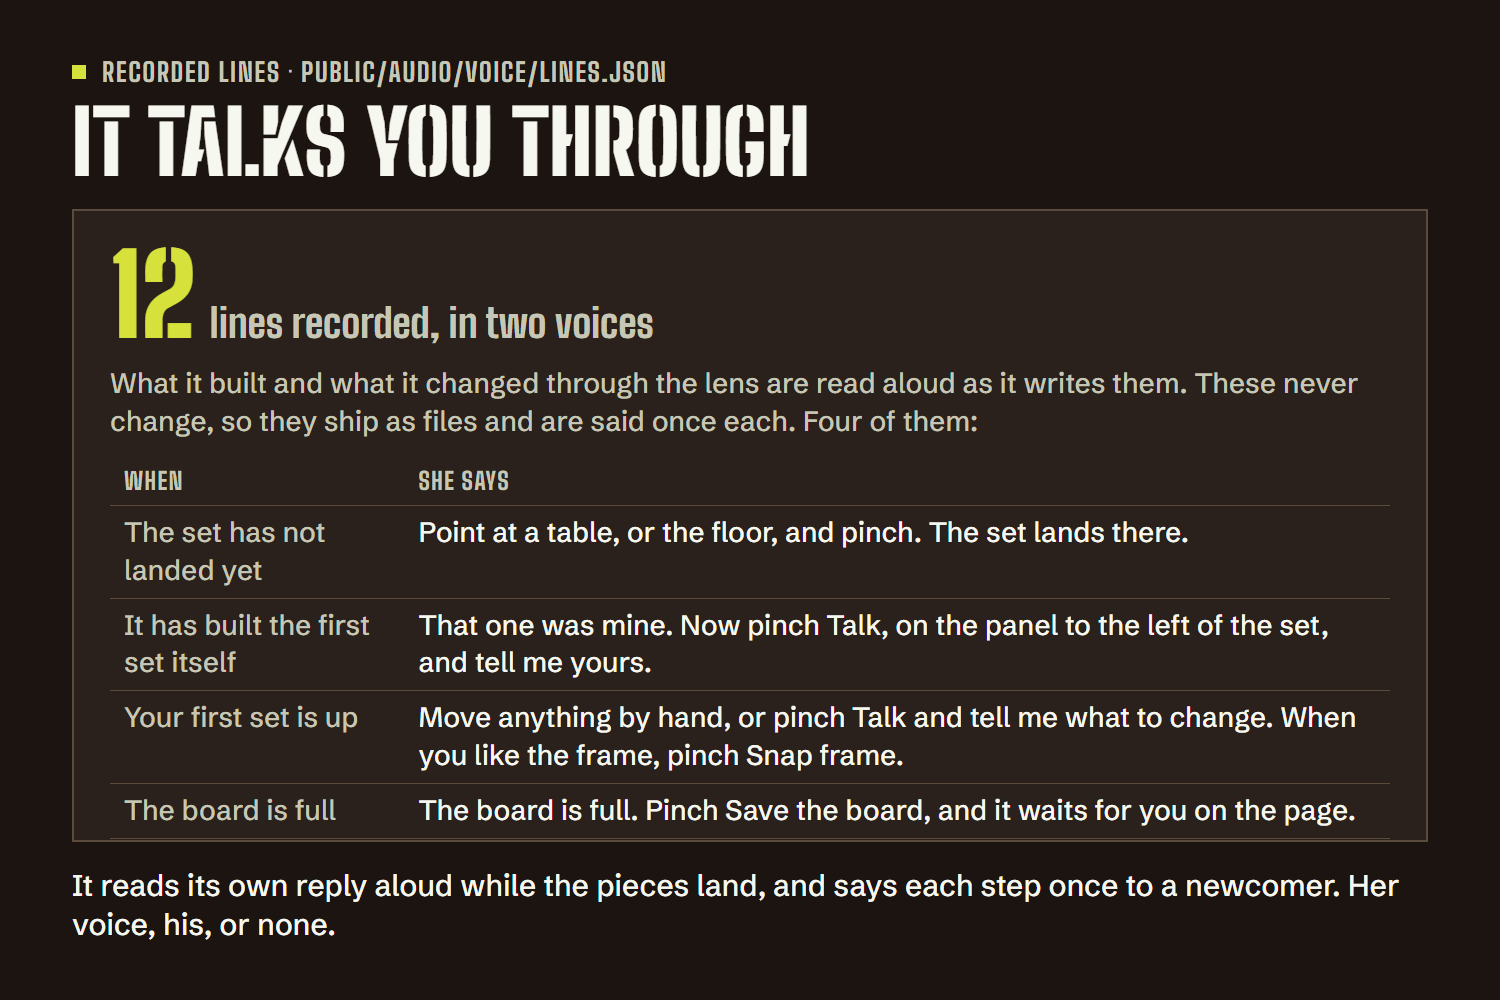 RECORDED LINES · PUBLIC/AUDIO/VOICE/LINES.JSON
IT TALKS YOU THROUGH
12 lines recorded, in two voices
What it built and what it changed through the lens are read aloud as it writes them. These never
change, so they ship as files and are said once each. Four of them:
WHEN SHE SAYS
The set has not Point at a table, or the floor, and pinch. The set lands there.
landed yet
It has built the first That one was mine. Now pinch Talk, on the panel to the left of the set,
set itself and tell me yours.
Your first set is up Move anything by hand, or pinch Talk and tell me what to change. When
you like the frame, pinch Snap frame.
The board is full The board is full. Pinch Save the board, and it waits for you on the page.
It reads its own reply aloud while the pieces land, and says each step once to a newcomer. Her
voice, his, or none.